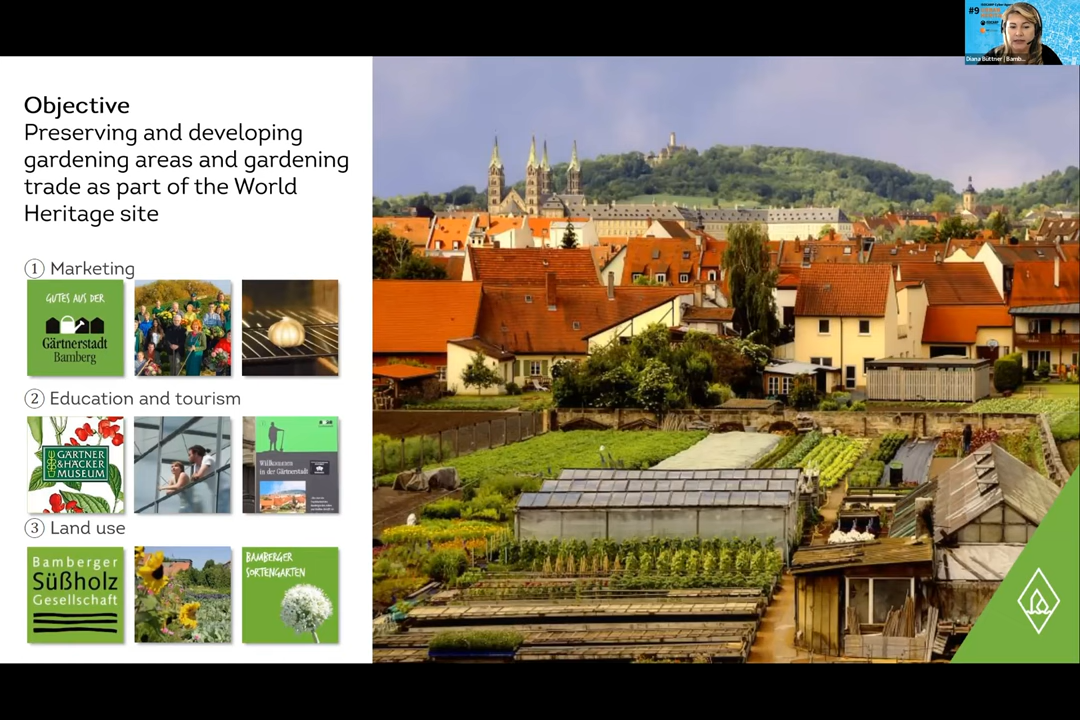 #9
Diana Büttner | Bamb...
Objective
Preserving and developing
gardening areas and gardening
trade as part of the World
Heritage site
1 Marketing
GUTES AUS DER
Gärtnerstadt
Bamberg
2 Education and tourism
GÄRTNER
& HÄCKER
MUSEUM
Willkommen
in der Gärtnerstadt
3 Land use
Bamberger
Süßholz
Gesellschaft
BAMBERGER
SORTENGARTEN